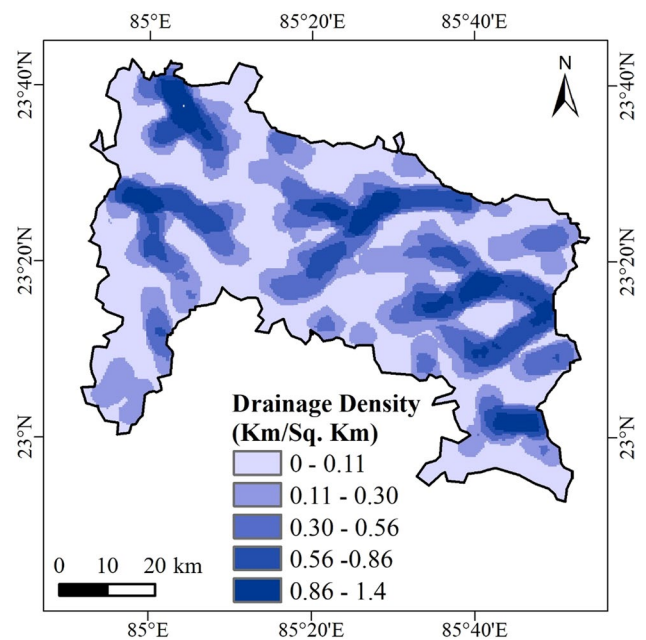 85°E 85°20'E 85°40'E
23°40'N 23°40'N
N
23°20'N 23°20'N
23°N 23°N
Drainage Density
(Km/Sq. Km)
0 - 0.11
0.11 - 0.30
0.30 - 0.56
0.56 -0.86
0.86 - 1.4
0 10 20 km
85°E 85°20'E 85°40'E